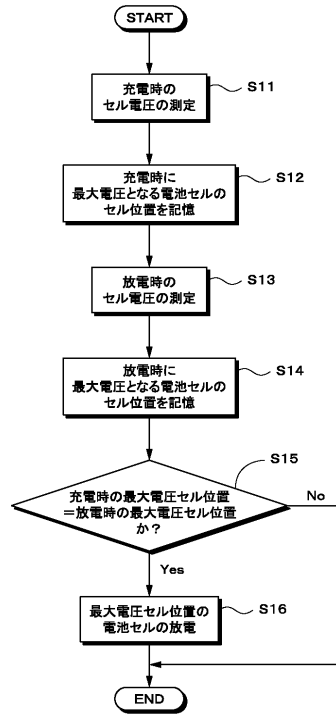 START
充電時の
セル電圧の測定
S11
充電時に
最大電圧となる電池セルの
セル位置を記憶
S12
放電時の
セル電圧の測定
S13
放電時に
最大電圧となる電池セルの
セル位置を記憶
S14
S15
充電時の最大電圧セル位置
＝放電時の最大電圧セル位置
か？
No
Yes
最大電圧セル位置の
電池セルの放電
S16
END